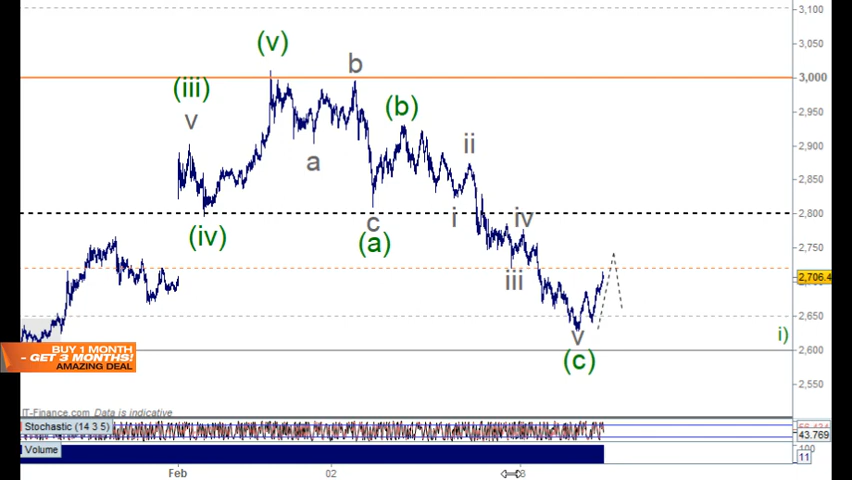 3,100
3,050
(v)
b
3,000
(iii)
v
(b)
2,950
ii
2,900
a
2,850
i
iv
2,800
c
(iv)
(a)
2,750
iii
2,706.4
2,650
v
i)
BUY 1 MONTH
- GET 3 MONTHS!
AMAZING DEAL
(c)
2,600
2,550
IT-Finance.com Data is indicative
Stochastic (14 3 5)
43.769
Volume
100
11
Feb
02